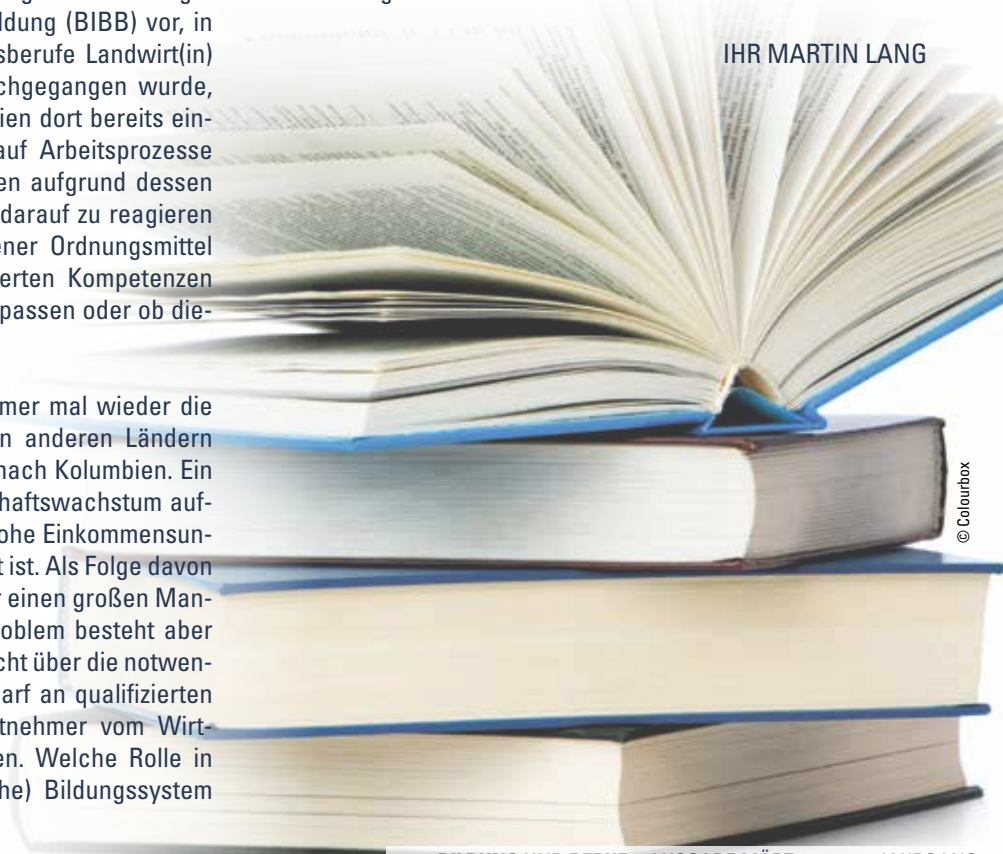 ldung (BIBB) vor, in
sberufe Landwirt(in)
chgegangen wurde,
ien dort bereits ein-
auf Arbeitsprozesse
en aufgrund dessen
darauf zu reagieren
ener Ordnungsmittel
erten Kompetenzen
passen oder ob die-
mer mal wieder die
n anderen Ländern
nach Kolumbien. Ein
haftswachstum auf-
ohe Einkommensun-
t ist. Als Folge davon
r einen großen Man-
oblem besteht aber
cht über die notwen-
arf an qualifizierten
tnehmer vom Wirt-
en. Welche Rolle in
he) Bildungssystem
IHR MARTIN LANG
© Colourbox